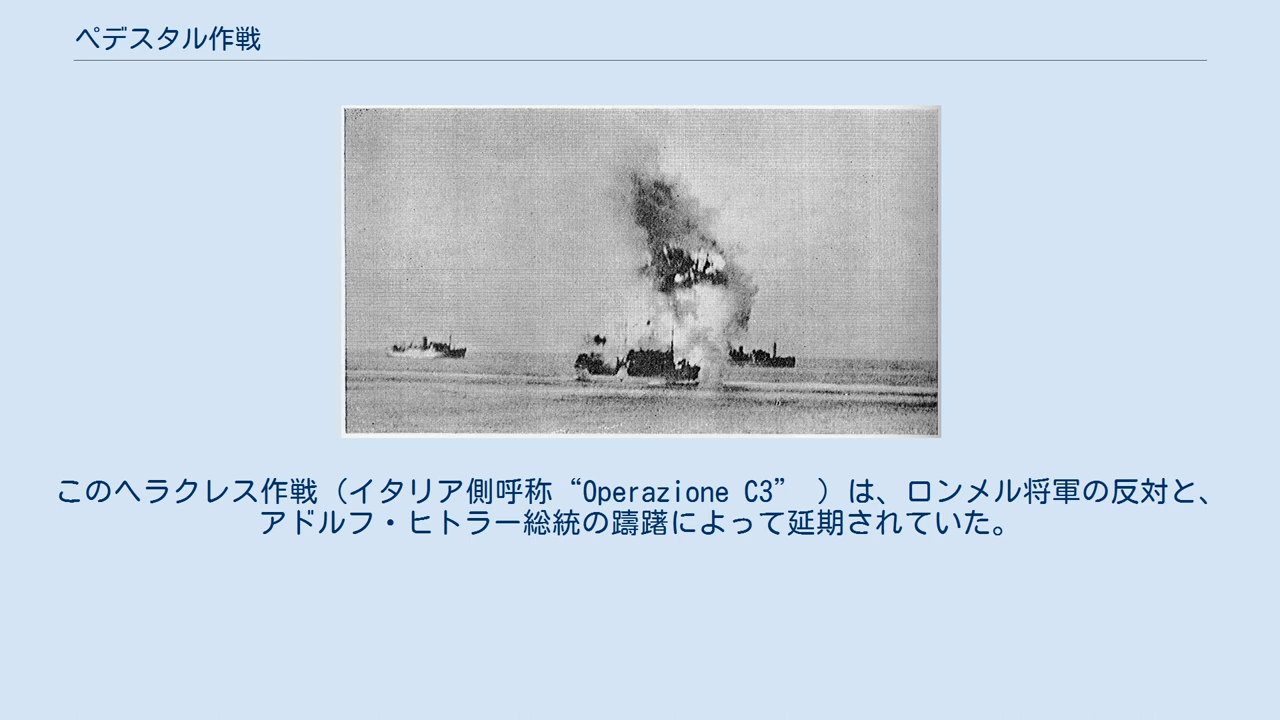 ペデスタル作戦
このヘラクレス作戦（イタリア側呼称“Operazione C3” ）は、ロンメル将軍の反対と、
アドルフ・ヒトラー総統の躊躇によって延期されていた。